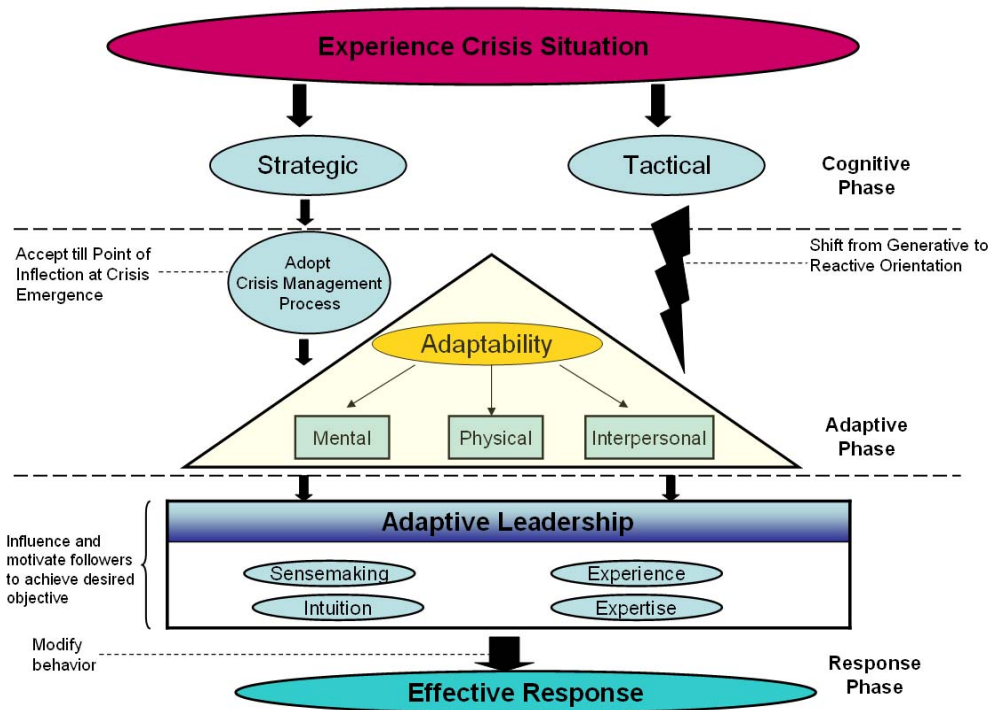 Experience Crisis Situation
Strategic
Tactical
Cognitive
Phase
Accept till Point of
Inflection at Crisis
Emergence
Adopt
Crisis Management
Process
Shift from Generative to
Reactive Orientation
Adaptability
Mental
Physical
Interpersonal
Adaptive
Phase
Adaptive Leadership
Influence and
motivate followers
to achieve desired
objective
Sensemaking
Experience
Intuition
Expertise
Modify
behavior
Response
Phase
Effective Response